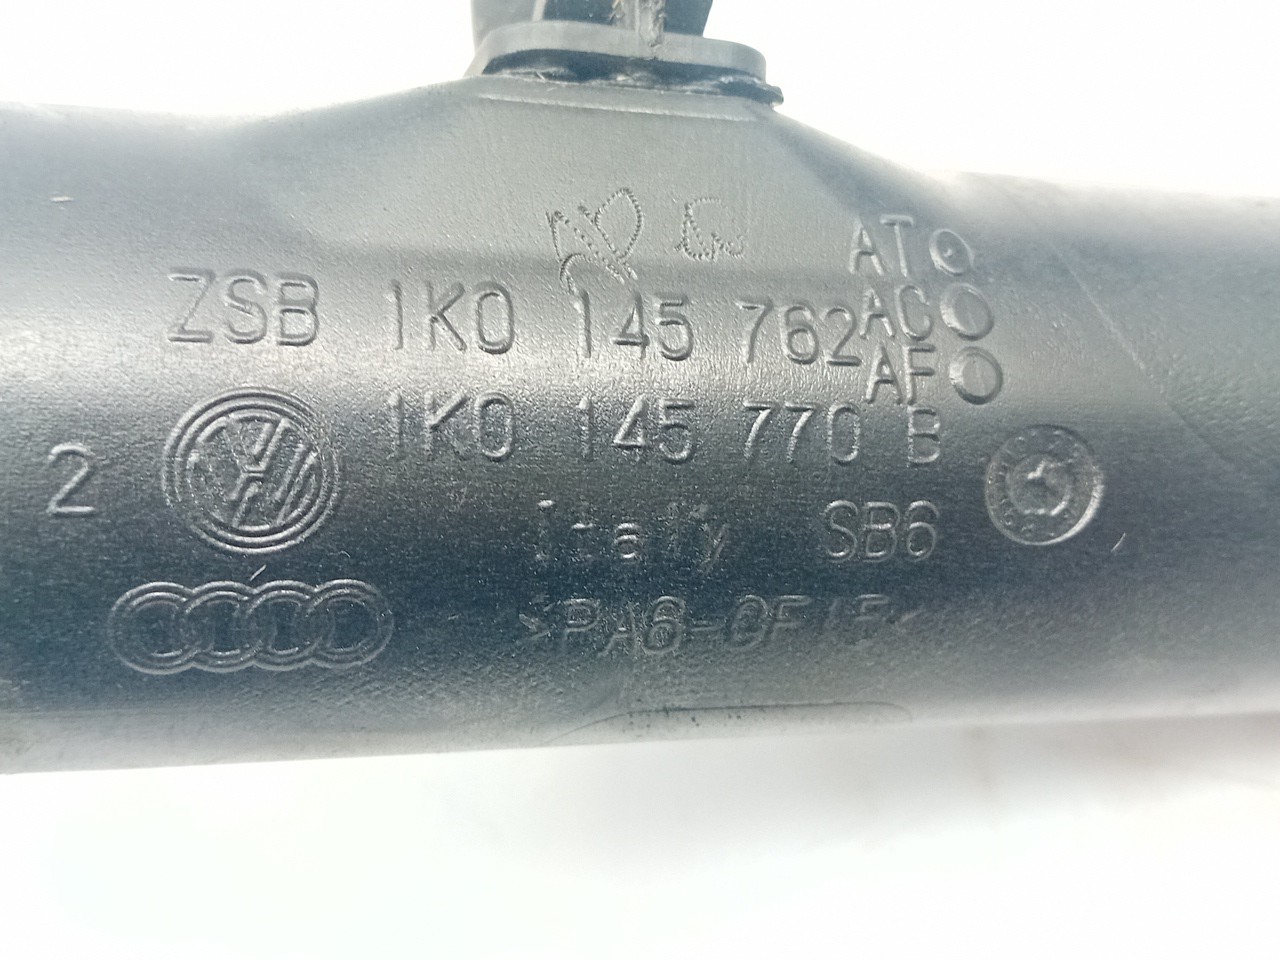 AT
ZSB 1K0 145 762 AC
AF
1K0 145 770 B
2
Italy SB6